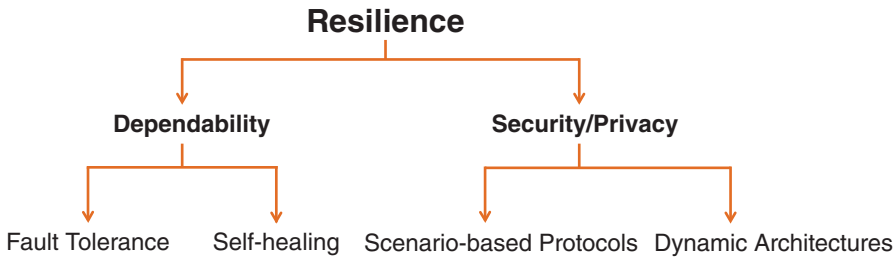 Resilience
Dependability
Security/Privacy
Fault Tolerance
Self-healing
Scenario-based Protocols
Dynamic Architectures